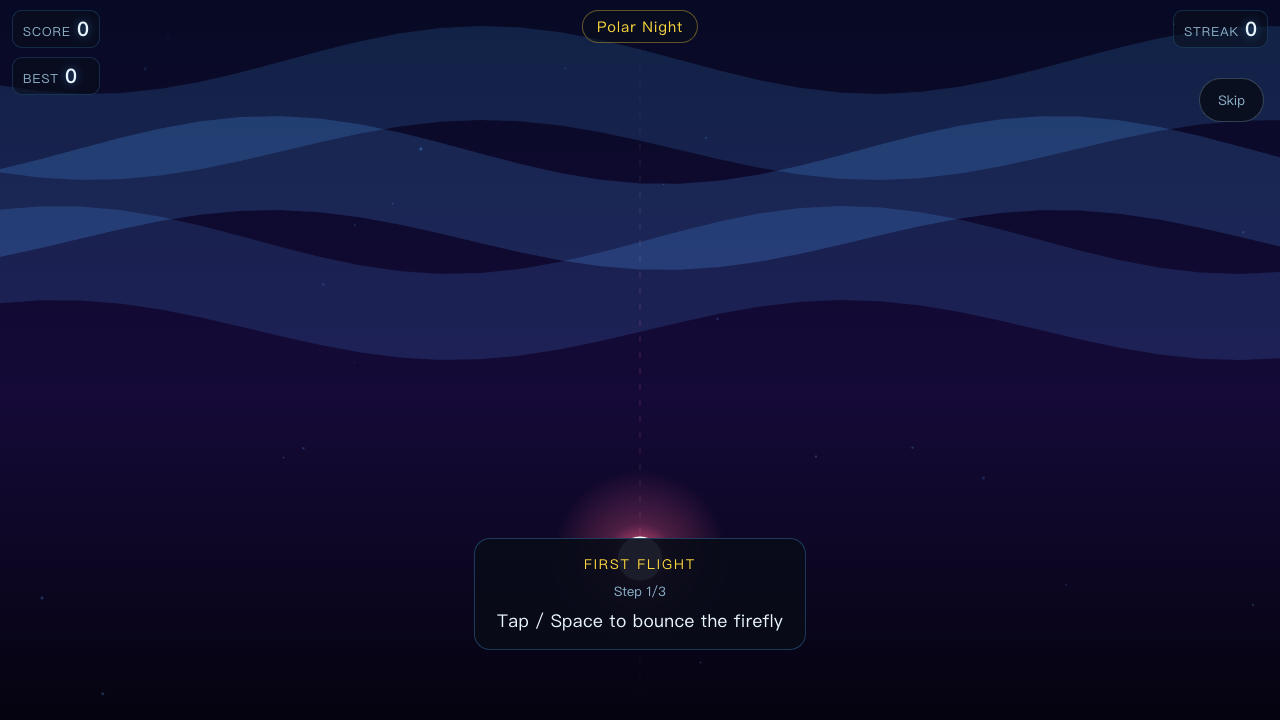 SCORE 0
BEST 0
Polar Night
STREAK 0
Skip
FIRST FLIGHT
Step 1/3
Tap / Space to bounce the firefly